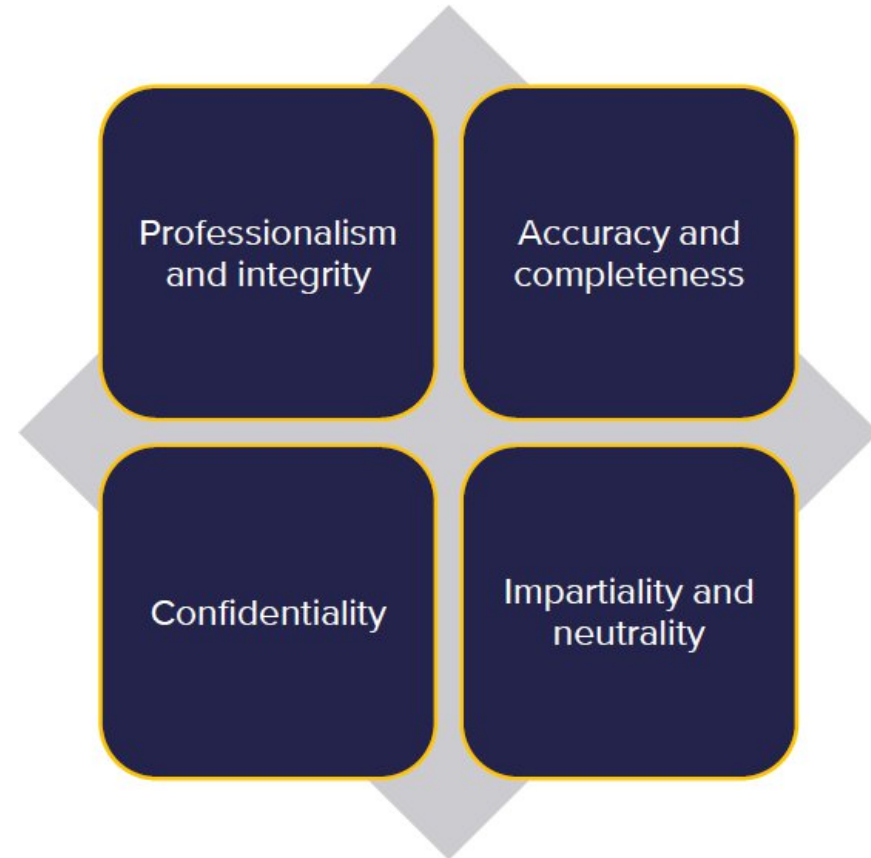 Professionalism
and integrity
Accuracy and
completeness
Confidentiality
Impartiality and
neutrality